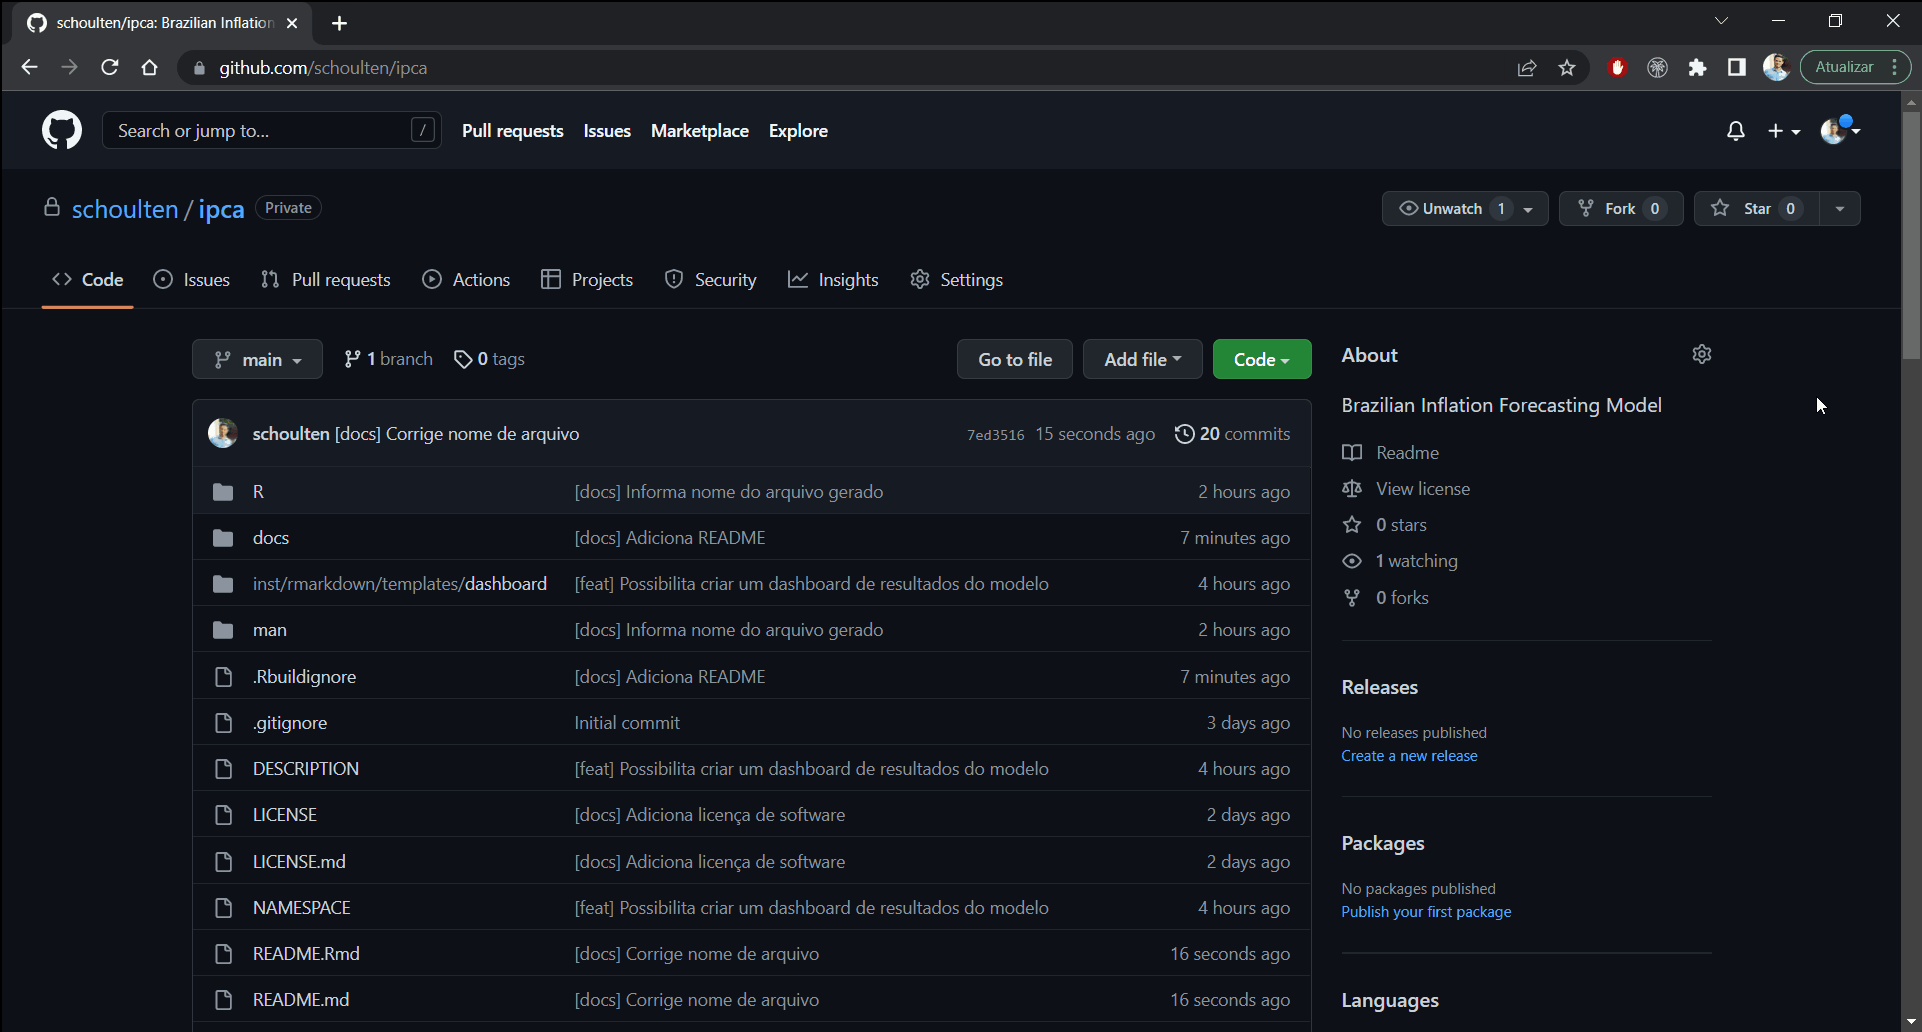 schoulten/ipca: Brazilian Inflation
github.com/schoulten/ipca
Atualizar
Search or jump to...
/
Pull requests Issues Marketplace Explore
schoulten / ipca Private
Unwatch 1 Fork 0 Star 0
Code Issues Pull requests Actions Projects Security Insights Settings
main 1 branch 0 tags
Go to file Add file Code
schoulten [docs] Corrige nome de arquivo 7ed3516 15 seconds ago 20 commits
R [docs] Informa nome do arquivo gerado 2 hours ago
docs [docs] Adiciona README 7 minutes ago
inst/rmarkdown/templates/dashboard [feat] Possibilita criar um dashboard de resultados do modelo 4 hours ago
man [docs] Informa nome do arquivo gerado 2 hours ago
.Rbuildignore [docs] Adiciona README 7 minutes ago
.gitignore Initial commit 3 days ago
DESCRIPTION [feat] Possibilita criar um dashboard de resultados do modelo 4 hours ago
LICENSE [docs] Adiciona licença de software 2 days ago
LICENSE.md [docs] Adiciona licença de software 2 days ago
NAMESPACE [feat] Possibilita criar um dashboard de resultados do modelo 4 hours ago
README.Rmd [docs] Corrige nome de arquivo 16 seconds ago
README.md [docs] Corrige nome de arquivo 16 seconds ago
About
Brazilian Inflation Forecasting Model
Readme
View license
0 stars
1 watching
0 forks
Releases
No releases published
Create a new release
Packages
No packages published
Publish your first package
Languages